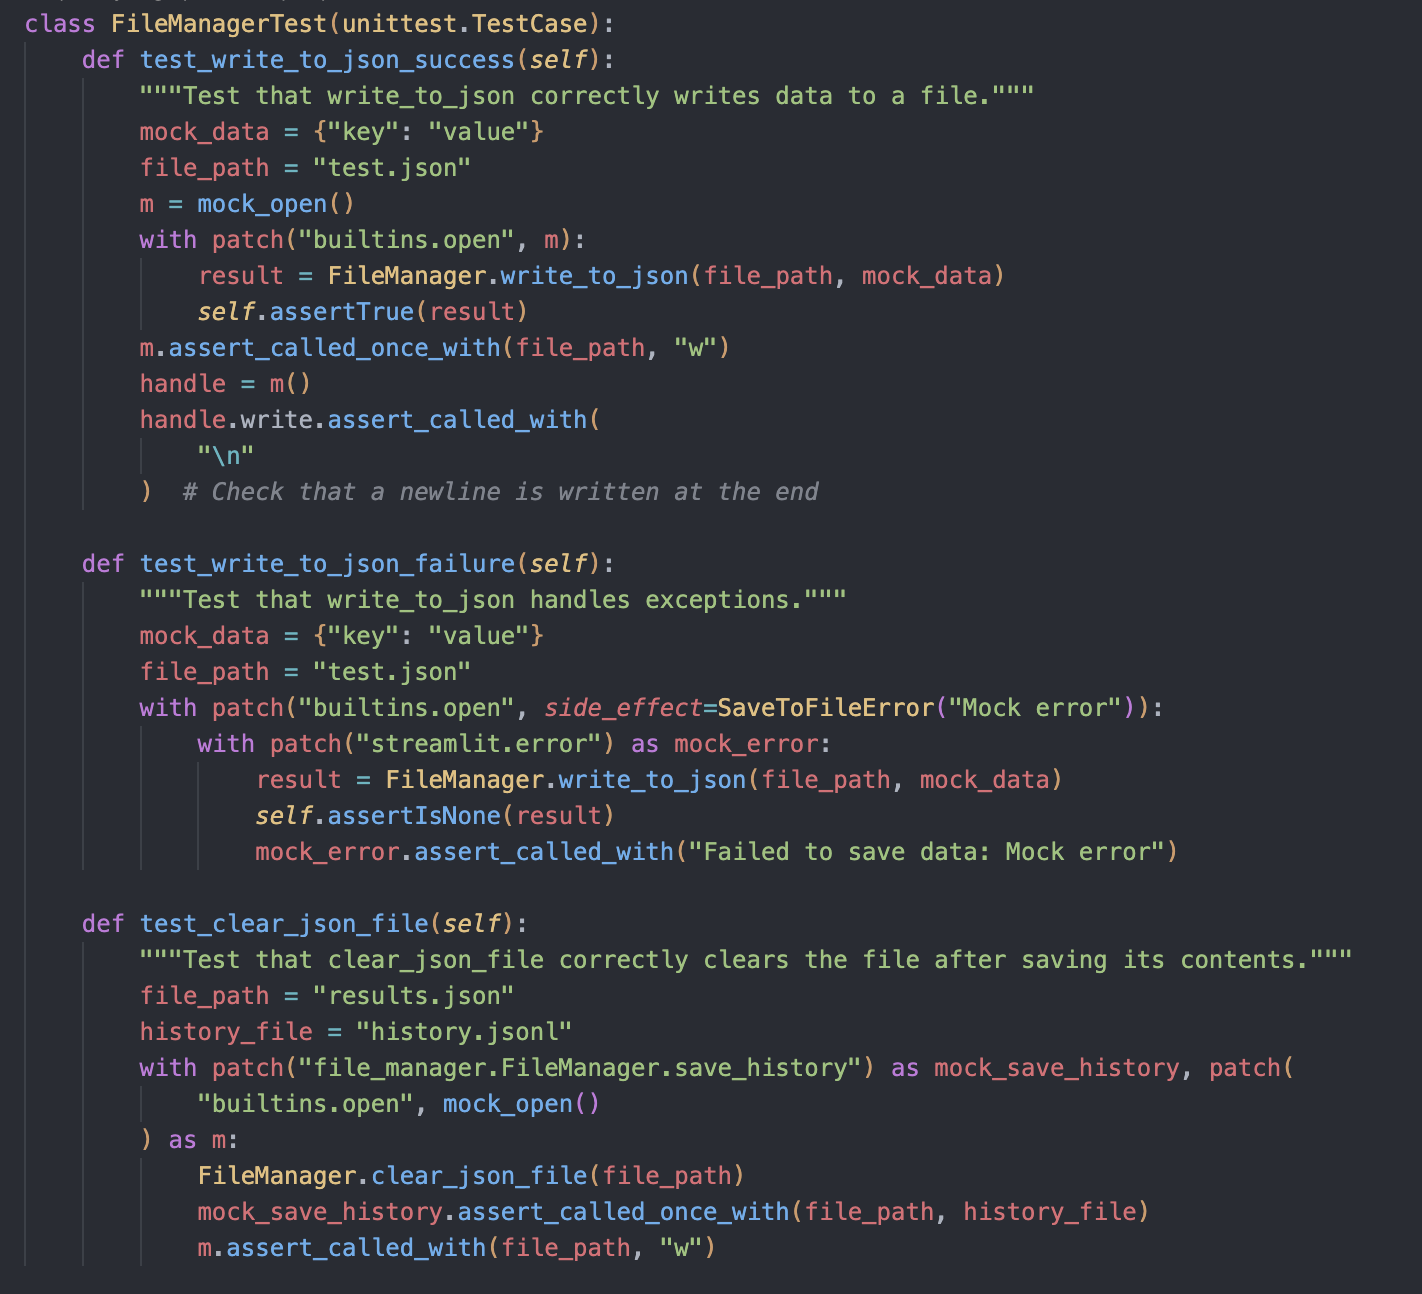 class FileManagerTest(unittest.TestCase):
    def test_write_to_json_success(self):
        """Test that write_to_json correctly writes data to a file."""
        mock_data = {"key": "value"}
        file_path = "test.json"
        m = mock_open()
        with patch("builtins.open", m):
            result = FileManager.write_to_json(file_path, mock_data)
            self.assertTrue(result)
        m.assert_called_once_with(file_path, "w")
        handle = m()
        handle.write.assert_called_with(
            "\n"
        )  # Check that a newline is written at the end

    def test_write_to_json_failure(self):
        """Test that write_to_json handles exceptions."""
        mock_data = {"key": "value"}
        file_path = "test.json"
        with patch("builtins.open", side_effect=SaveToFileError("Mock error")):
            with patch("streamlit.error") as mock_error:
                result = FileManager.write_to_json(file_path, mock_data)
                self.assertIsNone(result)
                mock_error.assert_called_with("Failed to save data: Mock error")

    def test_clear_json_file(self):
        """Test that clear_json_file correctly clears the file after saving its contents."""
        file_path = "results.json"
        history_file = "history.jsonl"
        with patch("file_manager.FileManager.save_history") as mock_save_history, patch(
            "builtins.open", mock_open()
        ) as m:
            FileManager.clear_json_file(file_path)
            mock_save_history.assert_called_once_with(file_path, history_file)
            m.assert_called_with(file_path, "w")